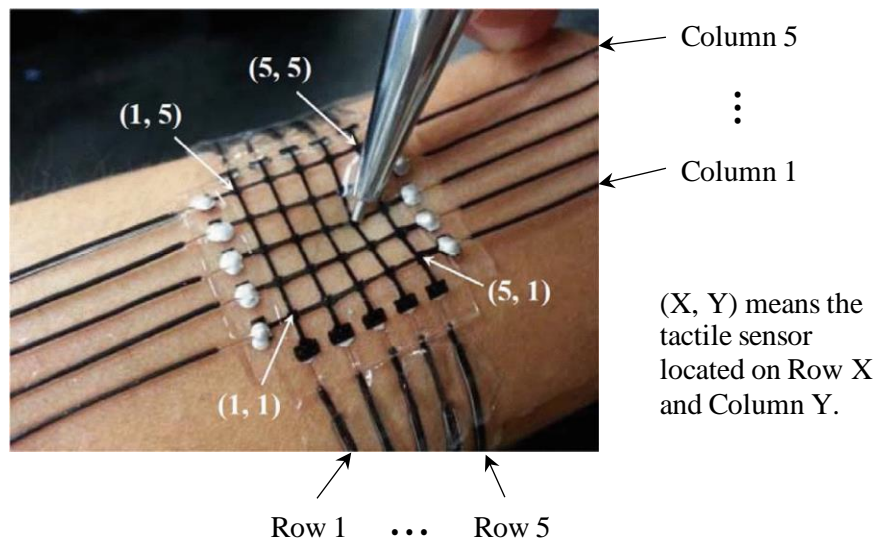 Column 5
(5, 5)
(1, 5)
Column 1
(5, 1)
(X, Y) means the
tactile sensor
located on Row X
and Column Y.
(1, 1)
Row 1 ... Row 5